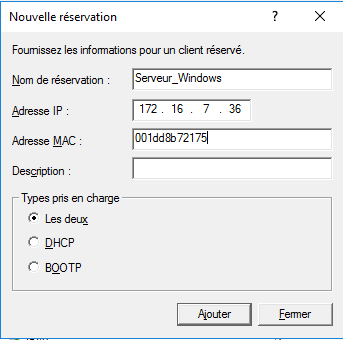 Nouvelle réservation ? ×
Fournissez les informations pour un client réservé.
Nom de réservation : Serveur_Windows
Adresse IP : 172 . 16 . 7 . 36
Adresse MAC : 001dd8b72175
Description :
Types pris en charge
Les deux
DHCP
BOOTP
Ajouter Fermer